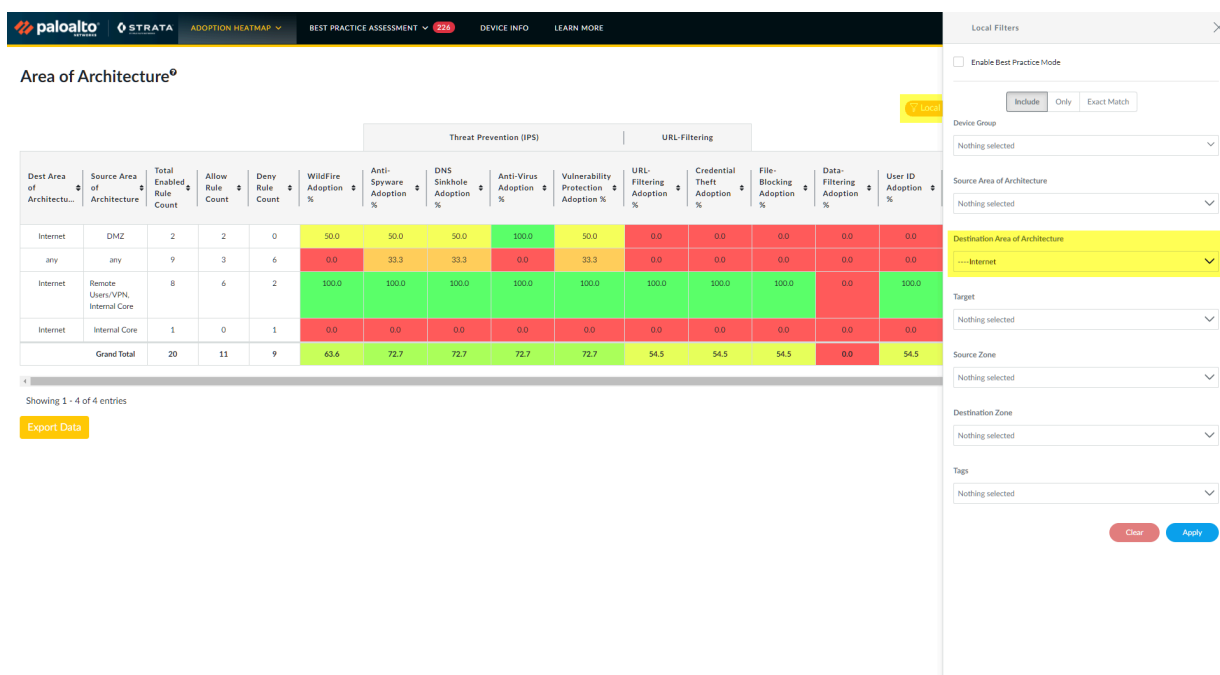 paloalto NETWORKS STRATA ADOPTION HEATMAP BEST PRACTICE ASSESSMENT 226 DEVICE INFO LEARN MORE
Area of Architecture?
Local
Threat Prevention (IPS) URL-Filtering
Dest Area of Architectu... Source Area of Architecture Total Enabled Rule Count Allow Rule Count Deny Rule Count WildFire Adoption % Anti-Spyware Adoption % DNS Sinkhole Adoption % Anti-Virus Adoption % Vulnerability Protection Adoption % URL-Filtering Adoption % Credential Theft Adoption % File-Blocking Adoption % Data-Filtering Adoption % User ID Adoption %
Internet DMZ 2 2 0 50.0 50.0 50.0 100.0 50.0 0.0 0.0 0.0 0.0 0.0
any any 9 3 6 0.0 33.3 33.3 0.0 33.3 0.0 0.0 0.0 0.0 0.0
Internet Remote Users/VPN, Internal Core 8 6 2 100.0 100.0 100.0 100.0 100.0 100.0 100.0 100.0 0.0 100.0
Internet Internal Core 1 0 1 0.0 0.0 0.0 0.0 0.0 0.0 0.0 0.0 0.0 0.0
Grand Total 20 11 9 63.6 72.7 72.7 72.7 72.7 54.5 54.5 54.5 0.0 54.5
Showing 1 - 4 of 4 entries
Export Data
Local Filters
Enable Best Practice Mode
Include Only Exact Match
Device Group
Nothing selected
Source Area of Architecture
Nothing selected
Destination Area of Architecture
----Internet
Target
Nothing selected
Source Zone
Nothing selected
Destination Zone
Nothing selected
Tags
Nothing selected
Clear Apply